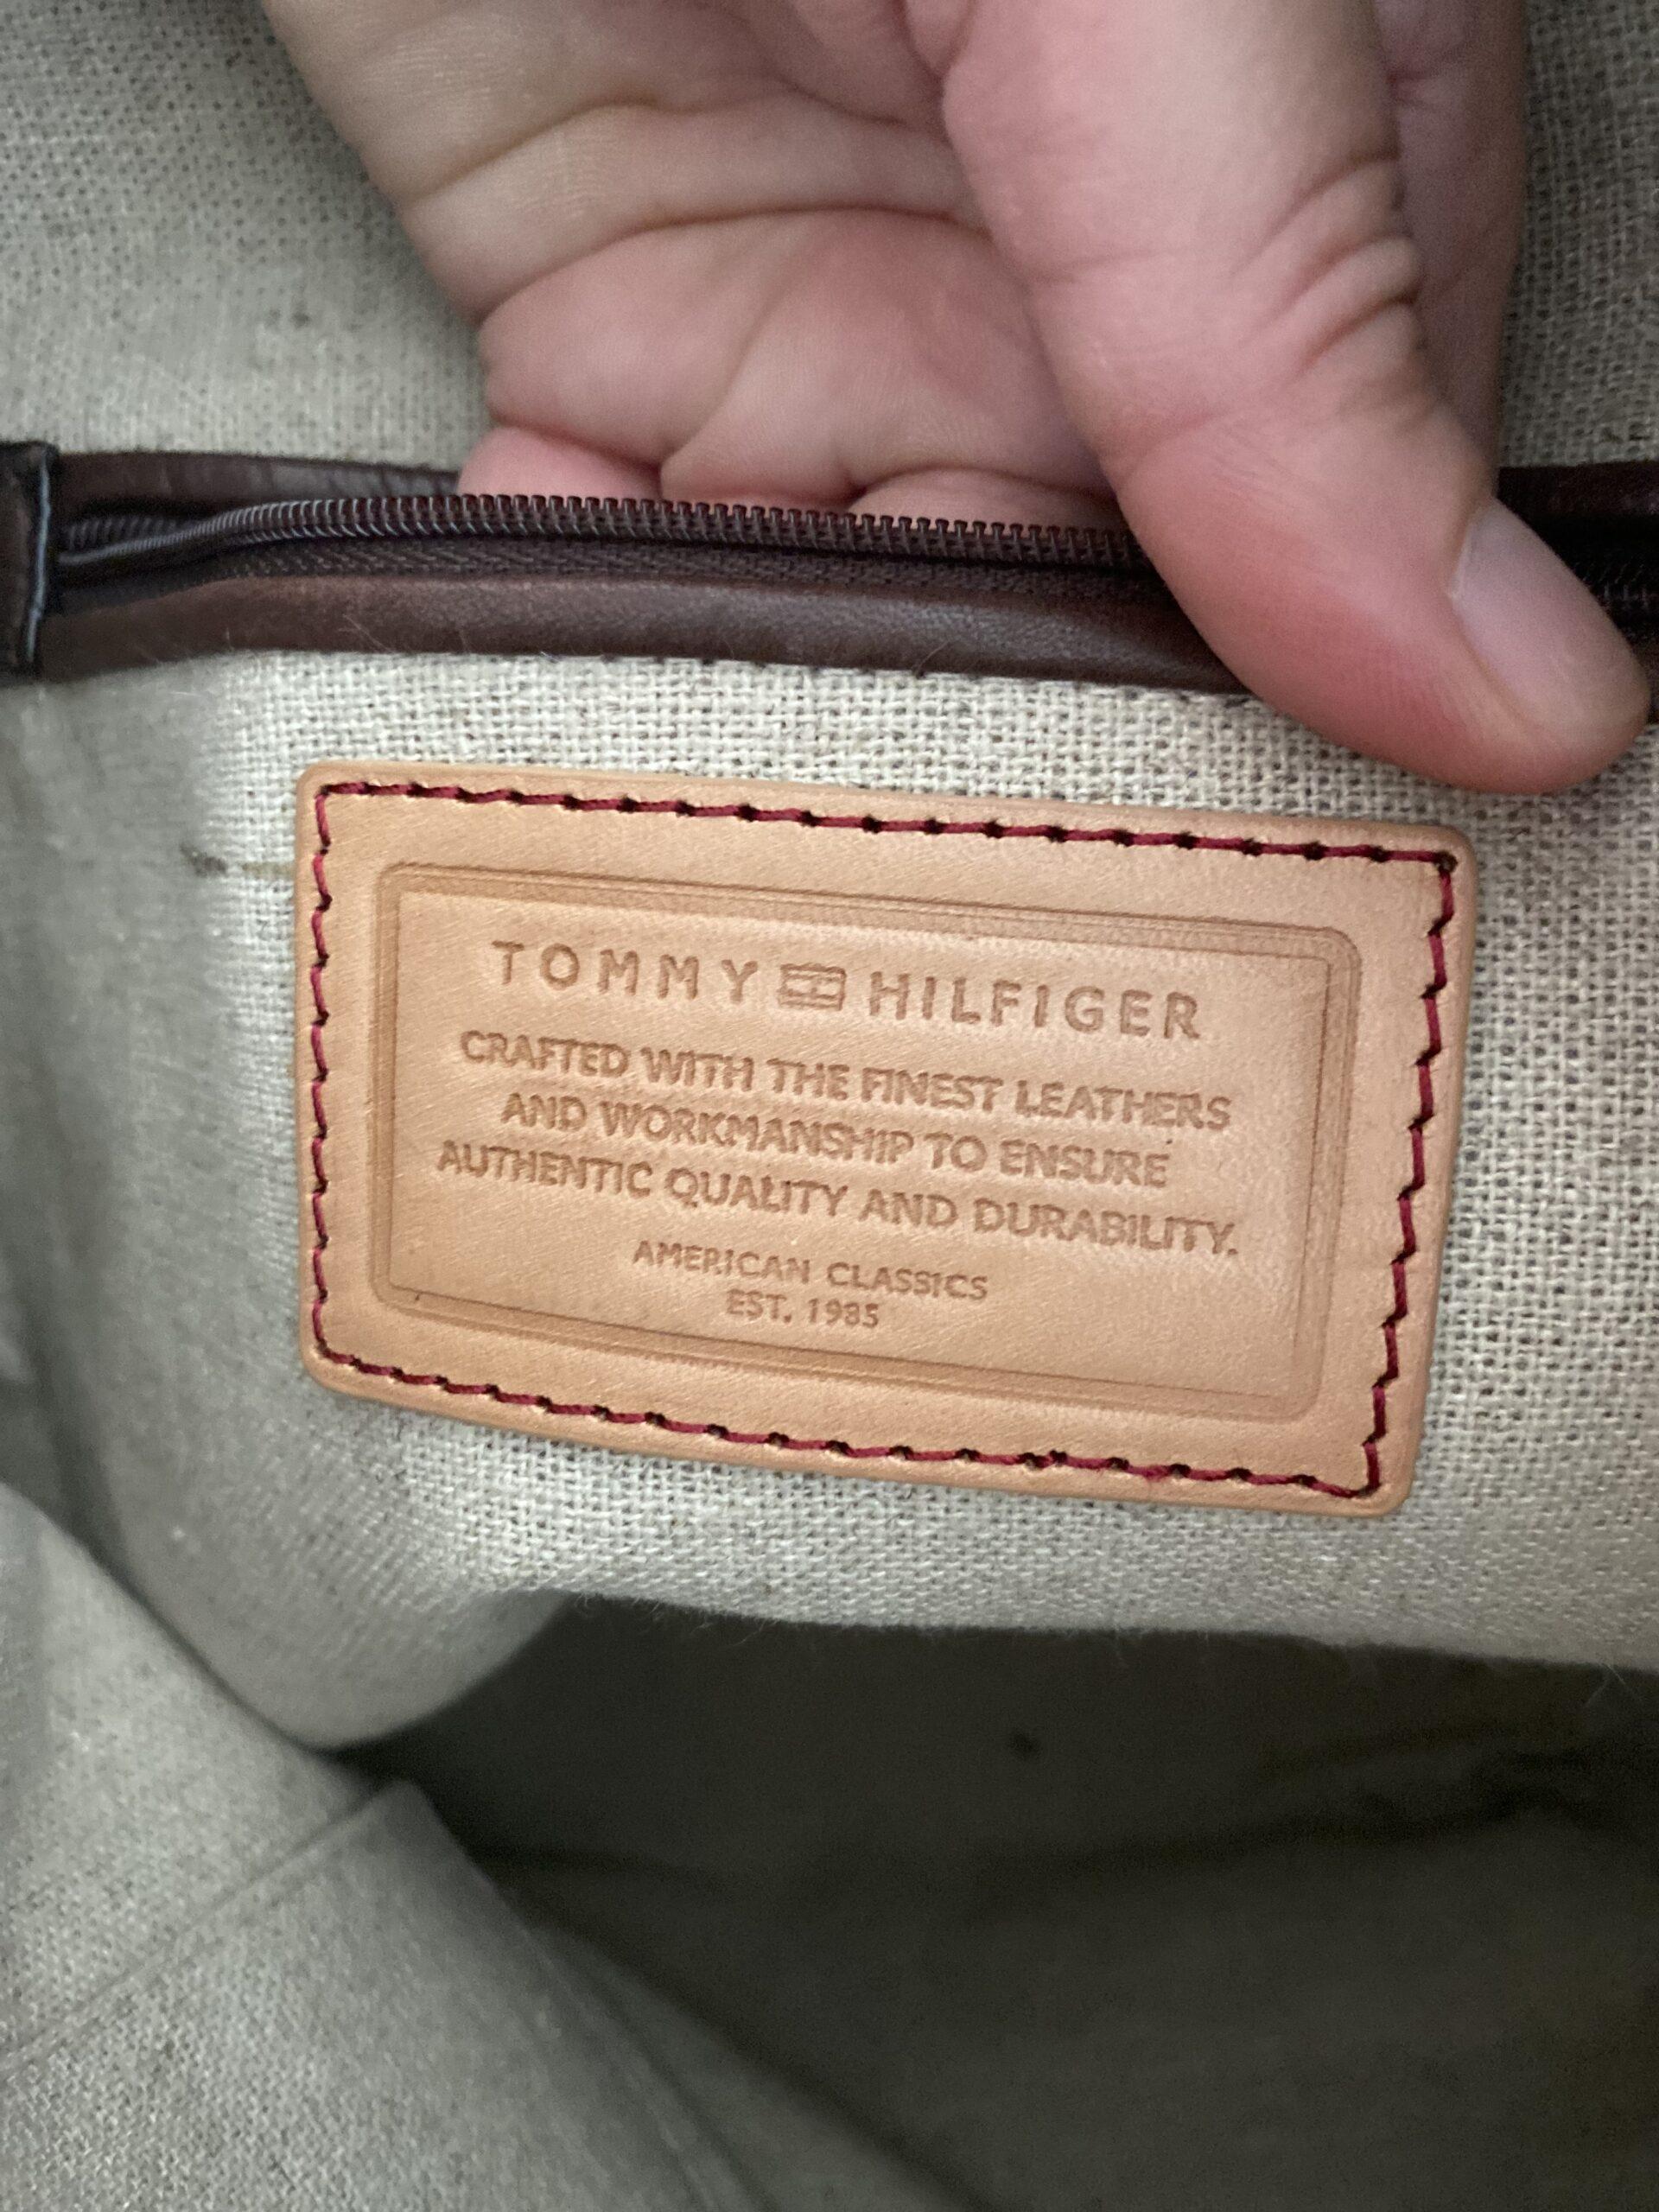 TOMMY HILFIGER
CRAFTED WITH THE FINEST LEATHERS
AND WORKMANSHIP TO ENSURE
AUTHENTIC QUALITY AND DURABILITY.
AMERICAN CLASSICS
EST. 1985